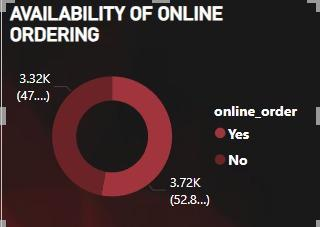 AVAILABILITY OF ONLINE
ORDERING
3.32K
(47....)
online_order
Yes
No
3.72K
(52.8...)